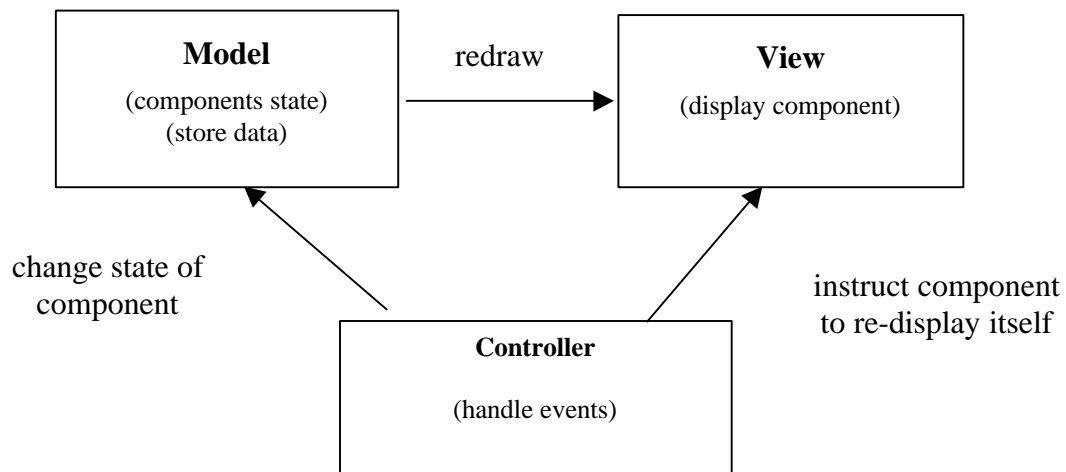 Model
(components state)
(store data)
redraw
View
(display component)
change state of
component
instruct component
to re-display itself
Controller
(handle events)